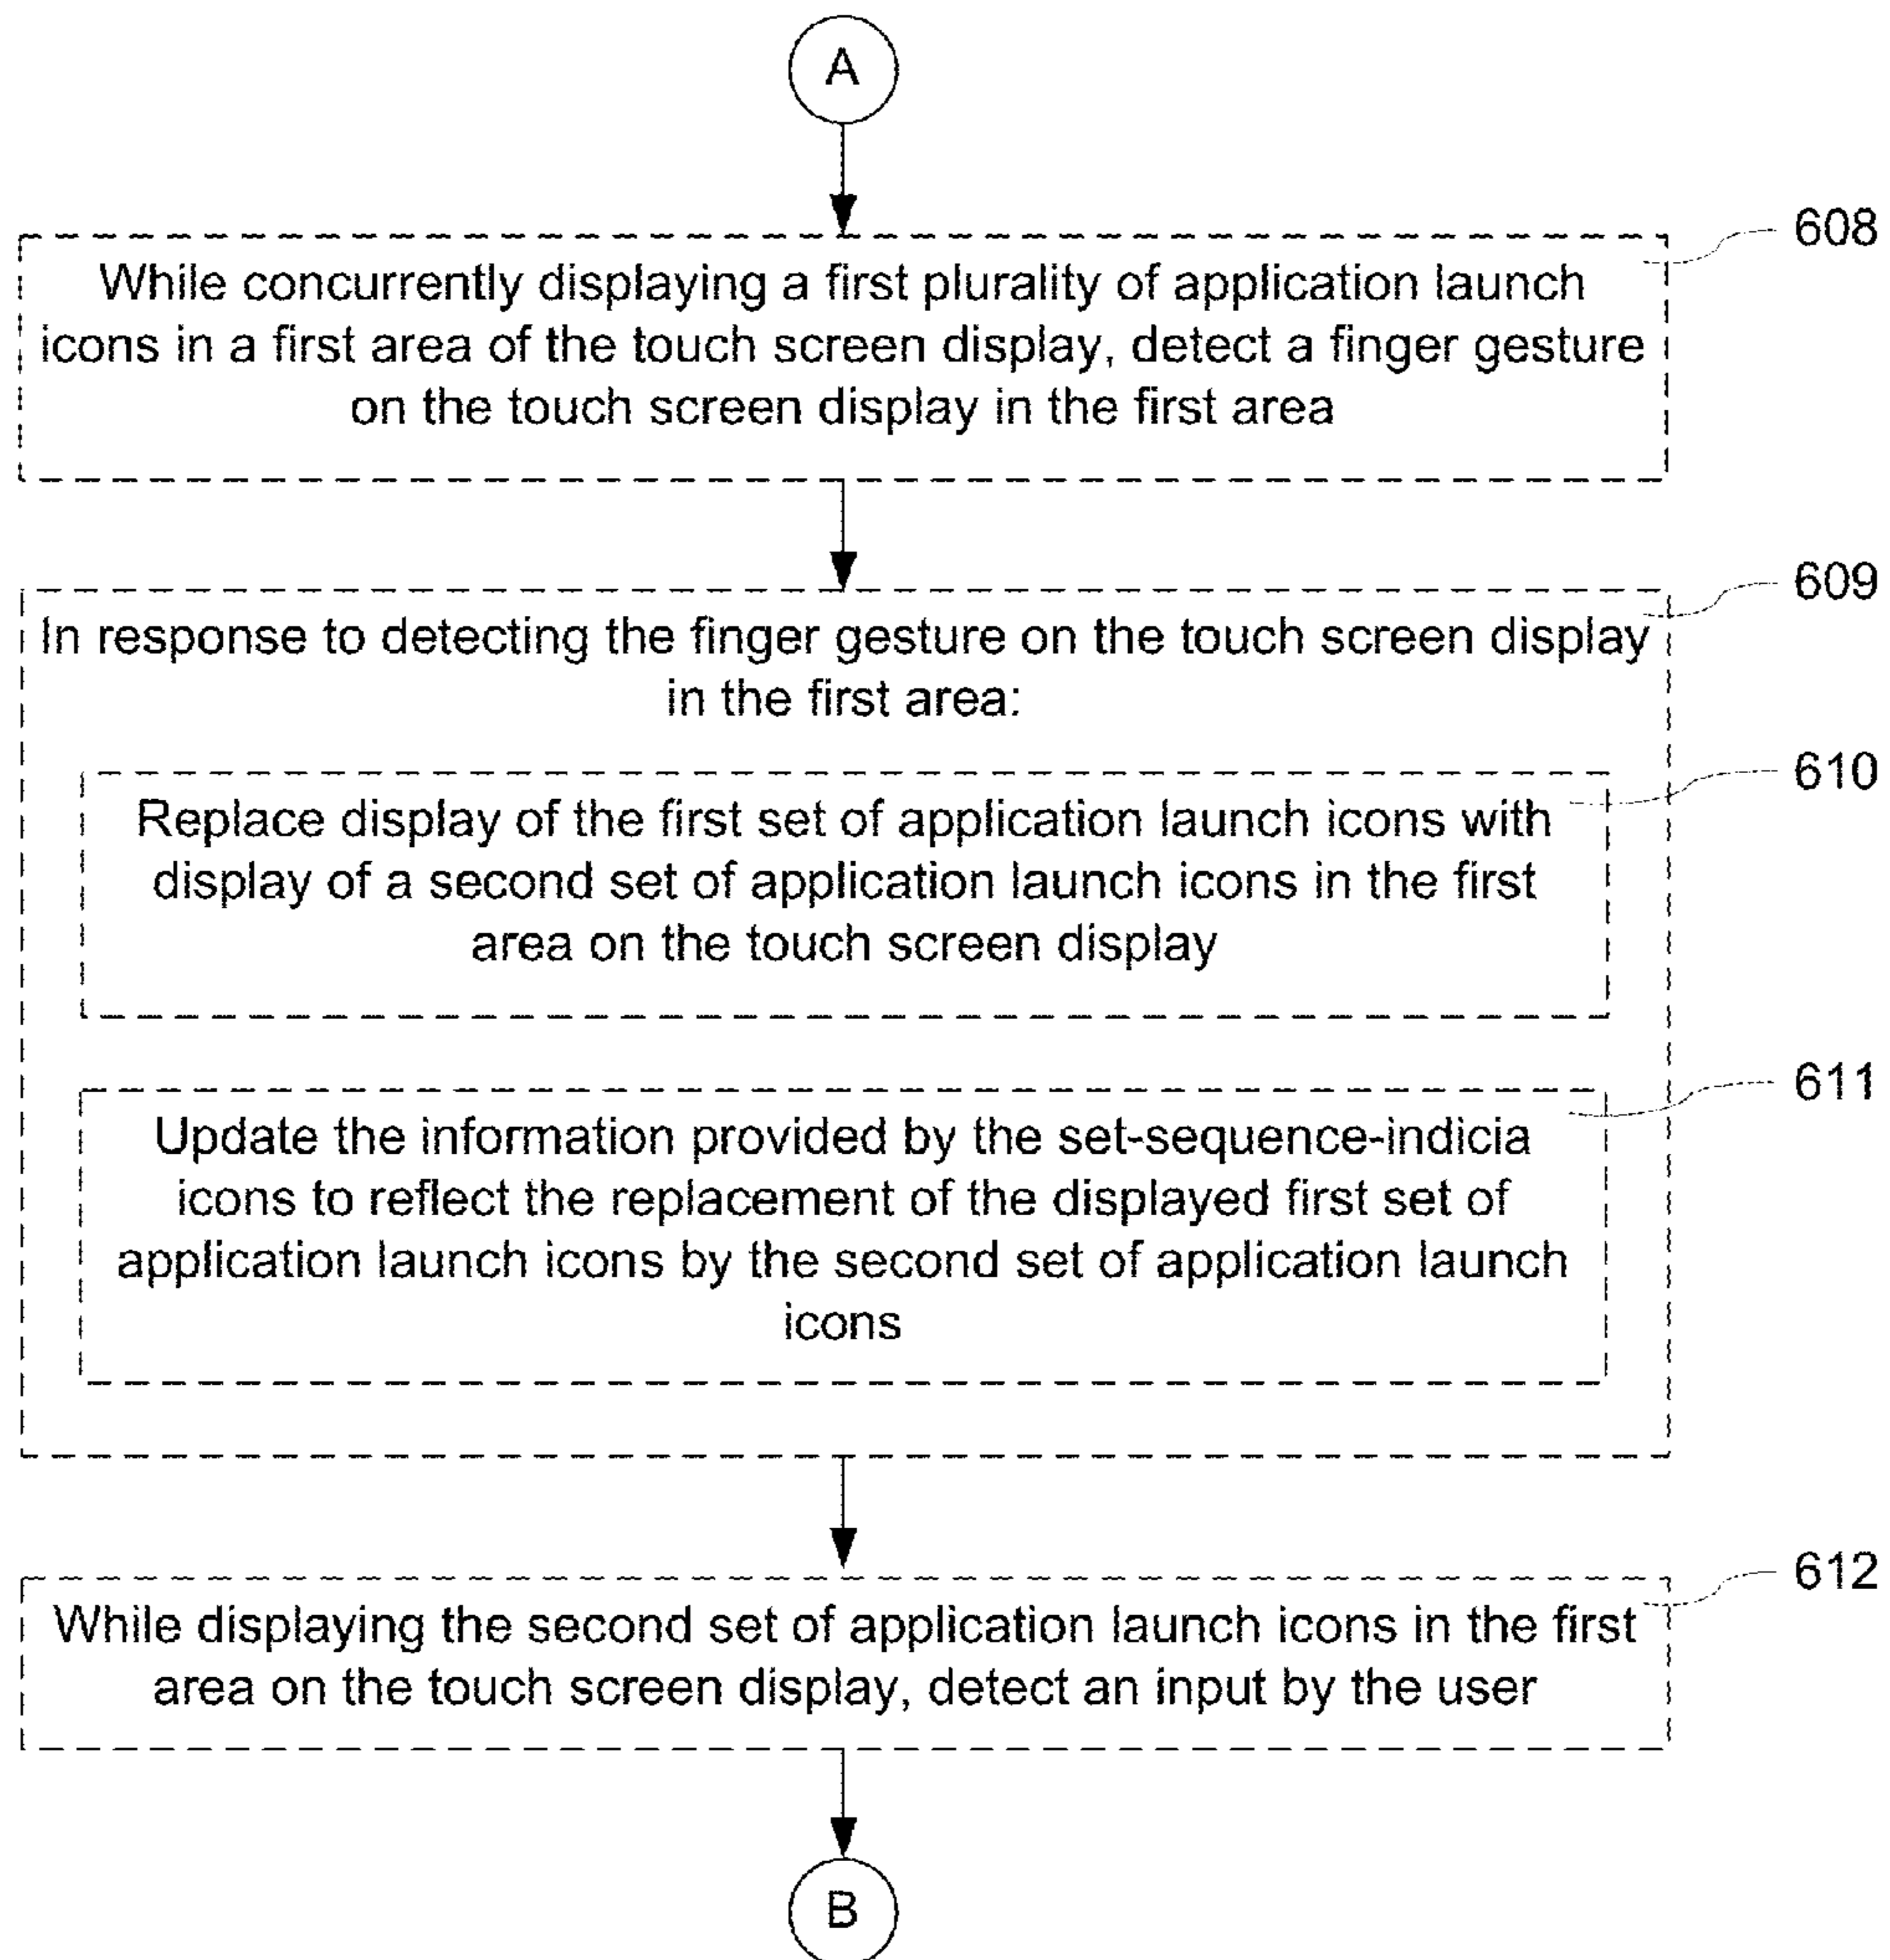 A
608
While concurrently displaying a first plurality of application launch
icons in a first area of the touch screen display, detect a finger gesture
on the touch screen display in the first area
609
In response to detecting the finger gesture on the touch screen display
in the first area:
610
Replace display of the first set of application launch icons with
display of a second set of application launch icons in the first
area on the touch screen display
611
Update the information provided by the set-sequence-indicia
icons to reflect the replacement of the displayed first set of
application launch icons by the second set of application launch
icons
612
While displaying the second set of application launch icons in the first
area on the touch screen display, detect an input by the user
B